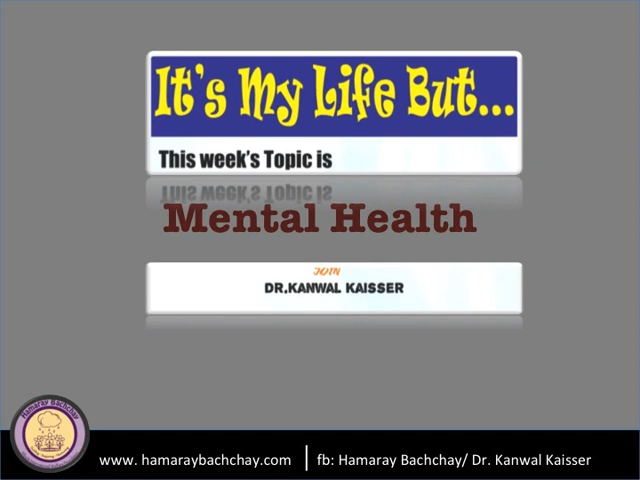 It's My Life But...
This week's Topic is
Mental Health
JOIN
DR.KANWAL KAISSER
Hamaray Bachchay
www. hamaraybachchay.com | fb: Hamaray Bachchay/ Dr. Kanwal Kaisser